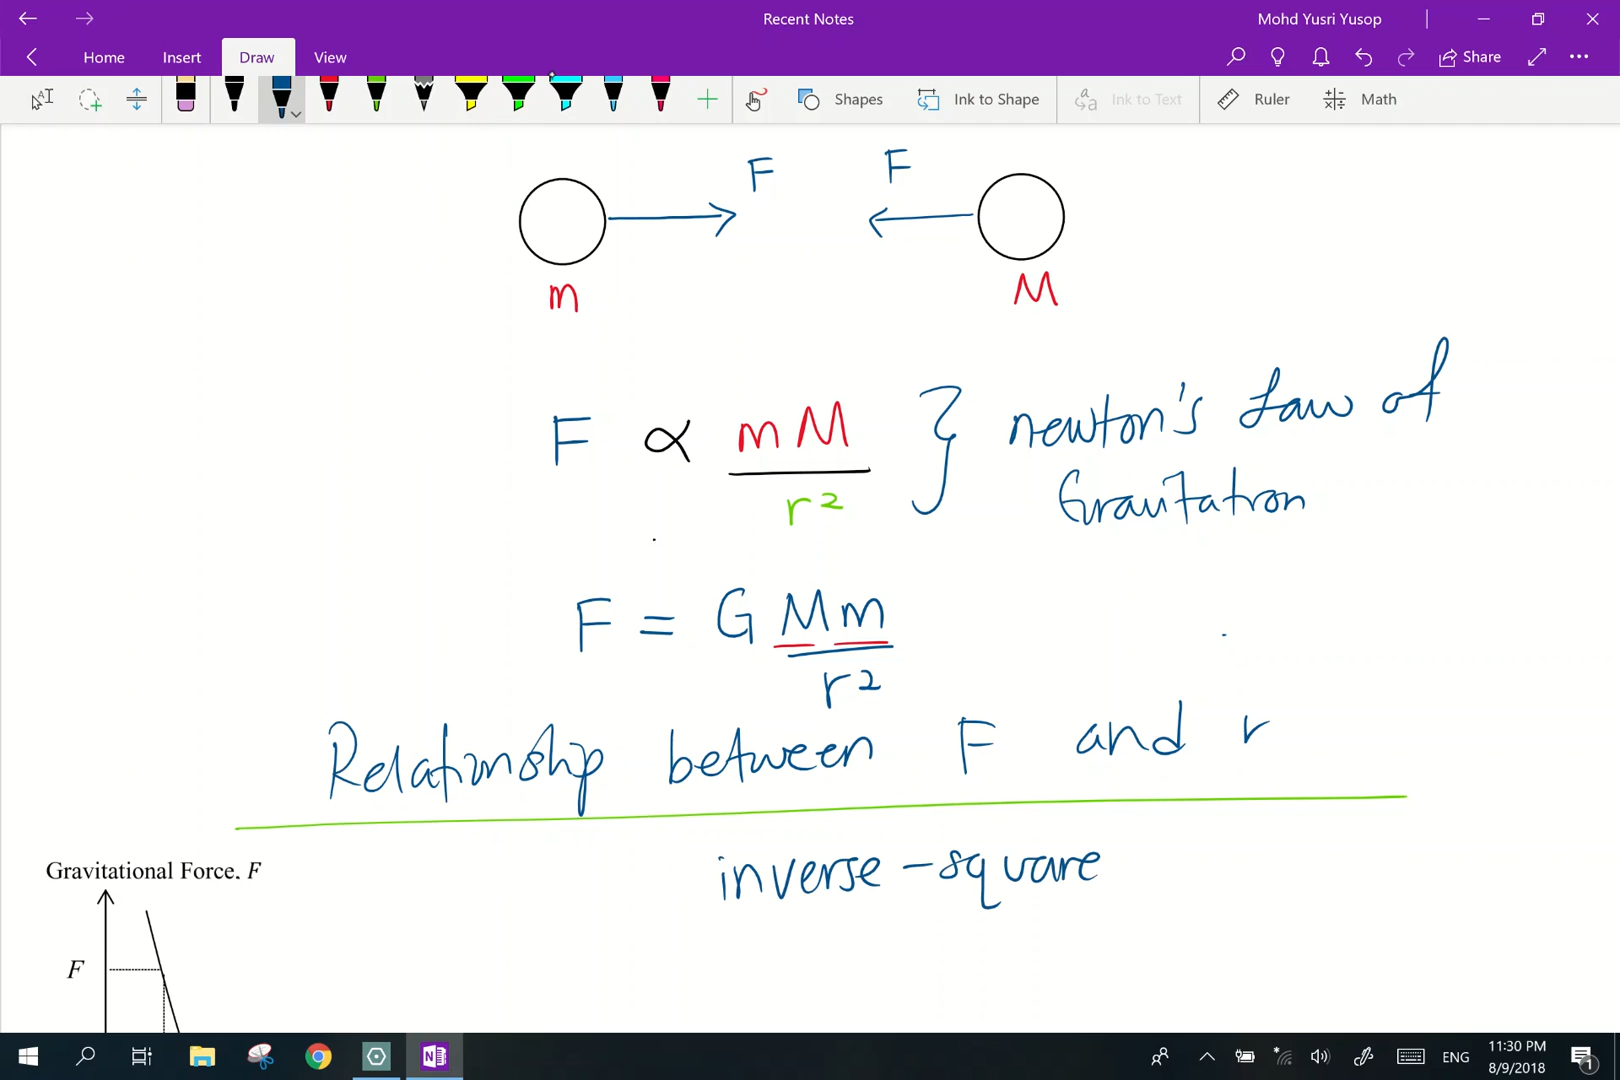 Recent Notes
Mohd Yusri Yusop
Home Insert Draw View
Share
Shapes
Ink to Shape
Ink to Text
Ruler
Math
F F
m M
F ∝ mM / r² } newton's Law of
Gravitation
F = G Mm / r²
Relationship between F and r
inverse-square
Gravitational Force, F
F
ENG
11:30 PM
8/9/2018
1